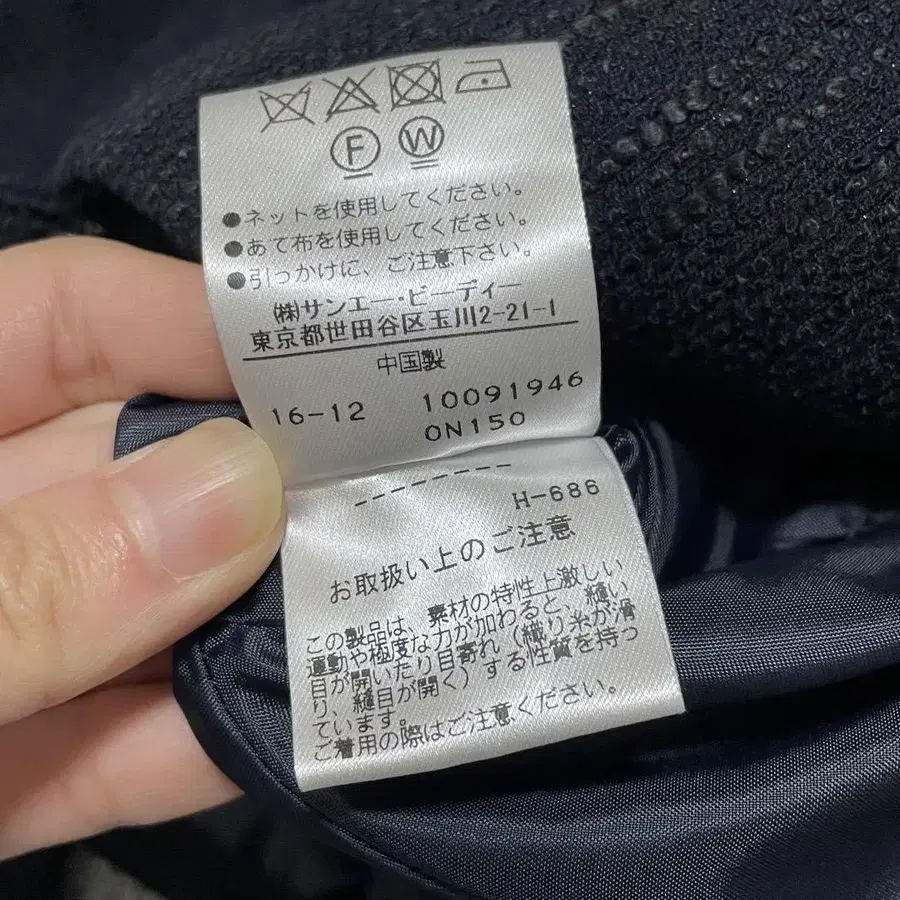 F W
●ネットを使用してください。
●あて布を使用してください。
●引っかけに、ご注意下さい。
㈱サンエー・ビーディー
東京都世田谷区玉川2-21-1
中国製
16-12 10091946
0N150
--------
H-686
お取扱い上のご注意
この製品は、素材の特性上激しい
運動や極度な力が加わると、縫い
目が開いたり目寄れ(織り糸が滑
り、縫目が開く)する性質を持っ
ています。
ご着用の際はご注意ください。